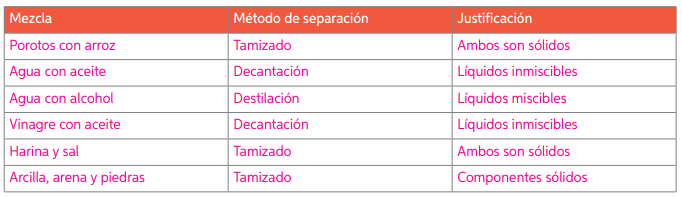 Mezcla Método de separación Justificación
Porotos con arroz Tamizado Ambos son sólidos
Agua con aceite Decantación Líquidos inmiscibles
Agua con alcohol Destilación Líquidos miscibles
Vinagre con aceite Decantación Líquidos inmiscibles
Harina y sal Tamizado Ambos son sólidos
Arcilla, arena y piedras Tamizado Componentes sólidos